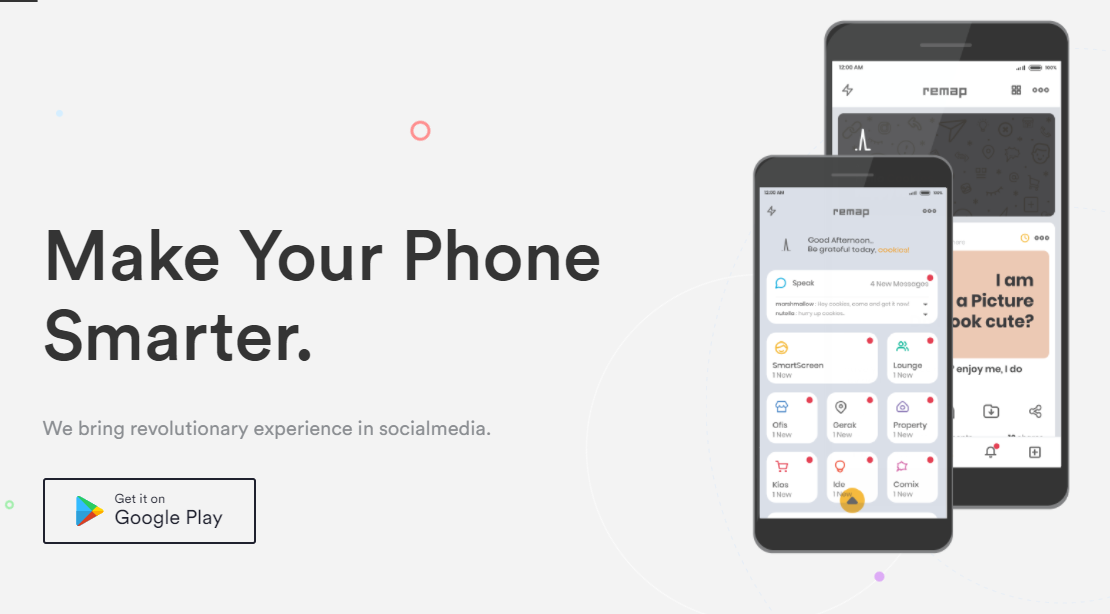 Make Your Phone
Smarter.
We bring revolutionary experience in socialmedia.
Get it on
Google Play
12:00 AM
100%
remap
I am
a Picture
ook cute?
enjoy me, I do
12:00 AM
100%
remap
Good Afternoon..
Be grateful today, cookies!
Speak
4 New Messages
marshmallow : Hey cookies, come and get it now!
nutella : hurry up cookies.
SmartScreen
1 New
Lounge
1 New
Ofis
1 New
Gerak
1 New
Property
1 New
Kios
1 New
Ide
1 New
Comix
1 New